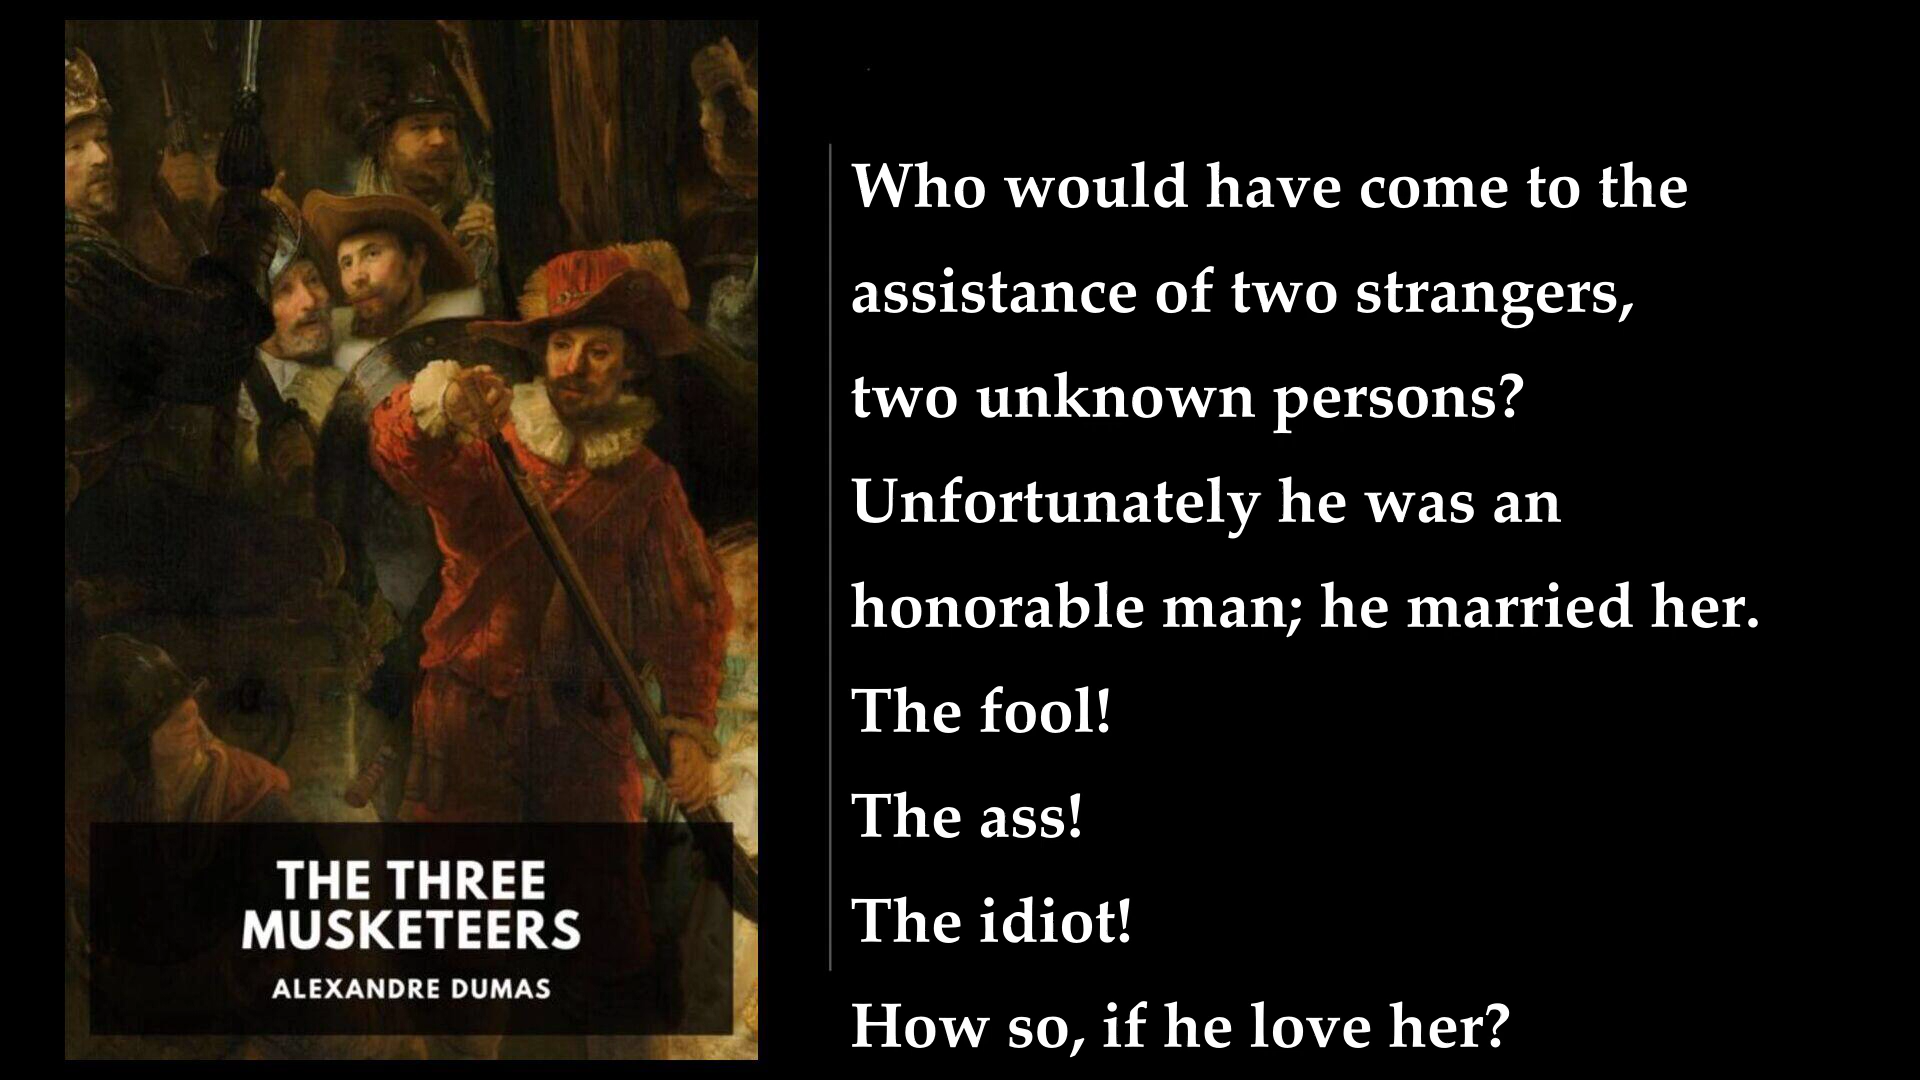 THE THREE
MUSKETEERS
ALEXANDRE DUMAS
Who would have come to the
assistance of two strangers,
two unknown persons?
Unfortunately he was an
honorable man; he married her.
The fool!
The ass!
The idiot!
How so, if he love her?